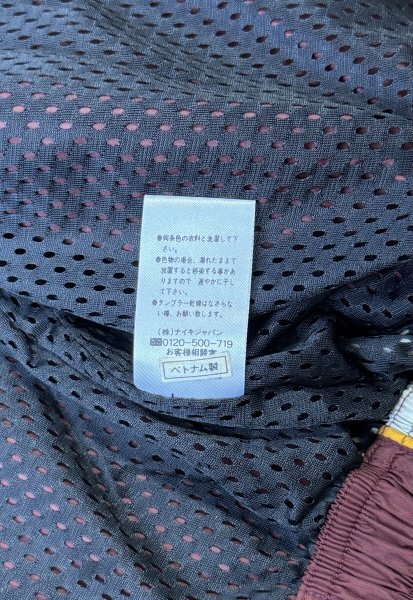 ●同系色の衣料と洗濯して下
さい。
●色物の場合、濡れたままで
放置すると移染する事があ
りますので 速やかに干し
て下さい。
●タンブラー乾燥はなさらな
い様、お願い致します。
(株)ナイキジャパン
0120-500-719
お客様相談室
ベトナム製